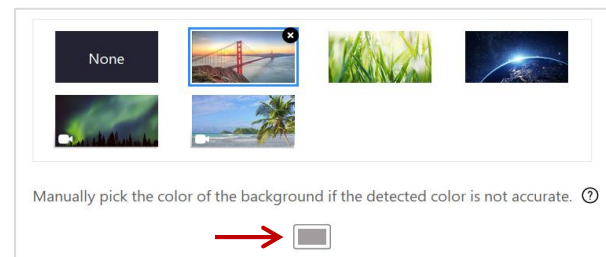 None
Manually pick the color of the background if the detected color is not accurate. ?